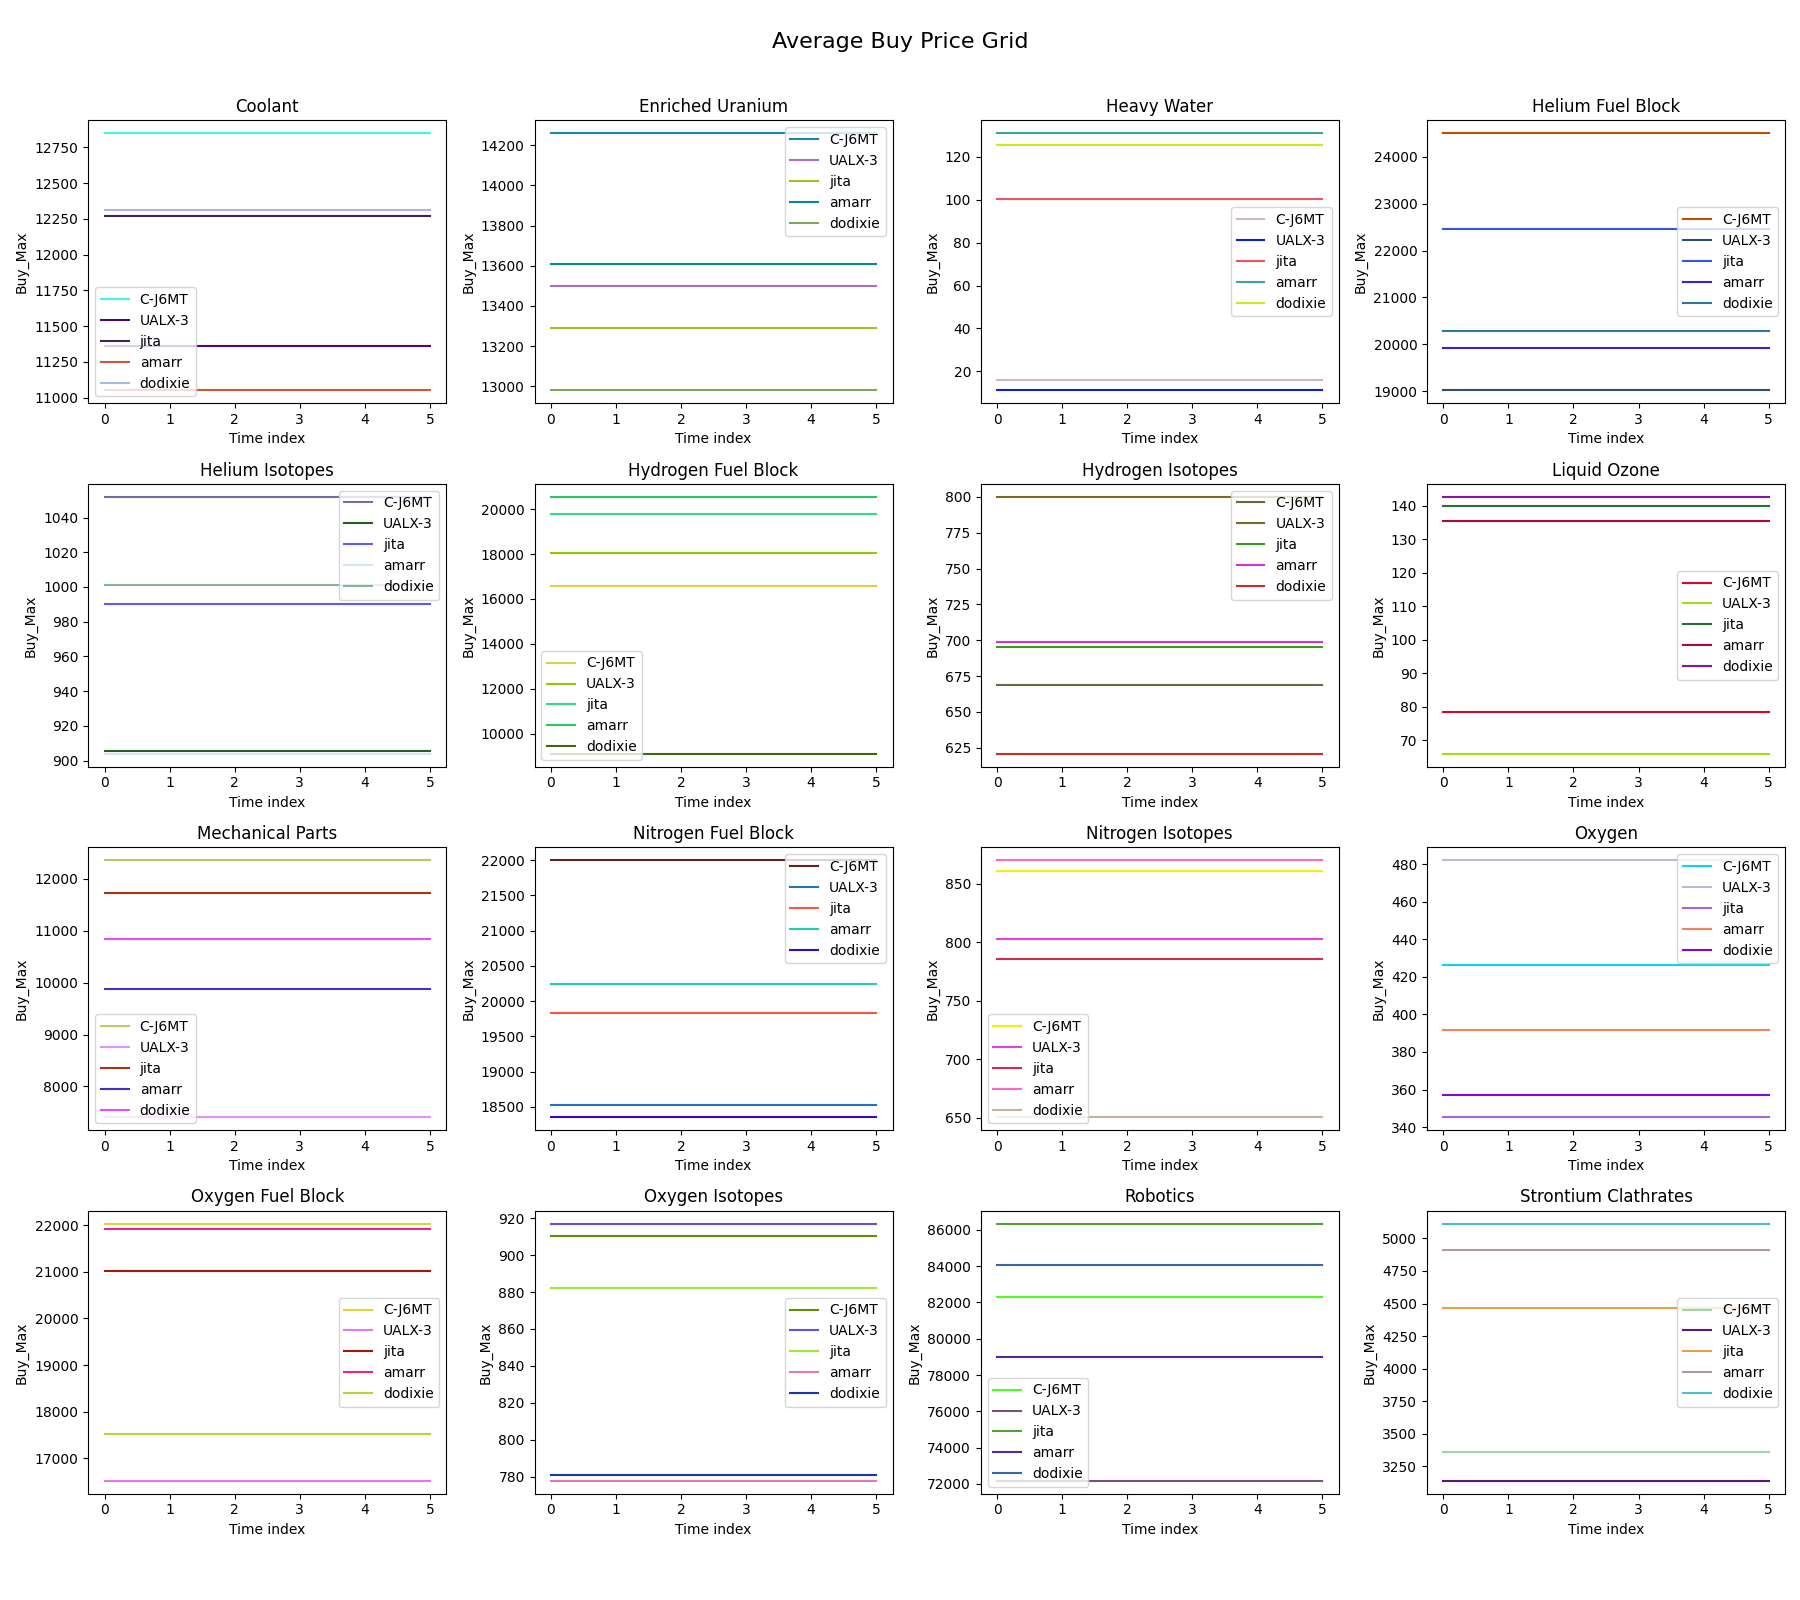 Average Buy Price Grid
Coolant
Buy_Max
12750
12500
12250
12000
11750
11500
11250
11000
C-J6MT
UALX-3
jita
amarr
dodixie
0 1 2 3 4 5
Time index
Enriched Uranium
Buy_Max
14200
14000
13800
13600
13400
13200
13000
C-J6MT
UALX-3
jita
amarr
dodixie
0 1 2 3 4 5
Time index
Heavy Water
Buy_Max
120
100
80
60
40
20
C-J6MT
UALX-3
jita
amarr
dodixie
0 1 2 3 4 5
Time index
Helium Fuel Block
Buy_Max
24000
23000
22000
21000
20000
19000
C-J6MT
UALX-3
jita
amarr
dodixie
0 1 2 3 4 5
Time index
Helium Isotopes
Buy_Max
1040
1020
1000
980
960
940
920
900
C-J6MT
UALX-3
jita
amarr
dodixie
0 1 2 3 4 5
Time index
Hydrogen Fuel Block
Buy_Max
20000
18000
16000
14000
12000
10000
C-J6MT
UALX-3
jita
amarr
dodixie
0 1 2 3 4 5
Time index
Hydrogen Isotopes
Buy_Max
800
775
750
725
700
675
650
625
C-J6MT
UALX-3
jita
amarr
dodixie
0 1 2 3 4 5
Time index
Liquid Ozone
Buy_Max
140
130
120
110
100
90
80
70
C-J6MT
UALX-3
jita
amarr
dodixie
0 1 2 3 4 5
Time index
Mechanical Parts
Buy_Max
12000
11000
10000
9000
8000
C-J6MT
UALX-3
jita
amarr
dodixie
0 1 2 3 4 5
Time index
Nitrogen Fuel Block
Buy_Max
22000
21500
21000
20500
20000
19500
19000
18500
C-J6MT
UALX-3
jita
amarr
dodixie
0 1 2 3 4 5
Time index
Nitrogen Isotopes
Buy_Max
850
800
750
700
650
C-J6MT
UALX-3
jita
amarr
dodixie
0 1 2 3 4 5
Time index
Oxygen
Buy_Max
480
460
440
420
400
380
360
340
C-J6MT
UALX-3
jita
amarr
dodixie
0 1 2 3 4 5
Time index
Oxygen Fuel Block
Buy_Max
22000
21000
20000
19000
18000
17000
C-J6MT
UALX-3
jita
amarr
dodixie
0 1 2 3 4 5
Time index
Oxygen Isotopes
Buy_Max
920
900
880
860
840
820
800
780
C-J6MT
UALX-3
jita
amarr
dodixie
0 1 2 3 4 5
Time index
Robotics
Buy_Max
86000
84000
82000
80000
78000
76000
74000
72000
C-J6MT
UALX-3
jita
amarr
dodixie
0 1 2 3 4 5
Time index
Strontium Clathrates
Buy_Max
5000
4750
4500
4250
4000
3750
3500
3250
C-J6MT
UALX-3
jita
amarr
dodixie
0 1 2 3 4 5
Time index